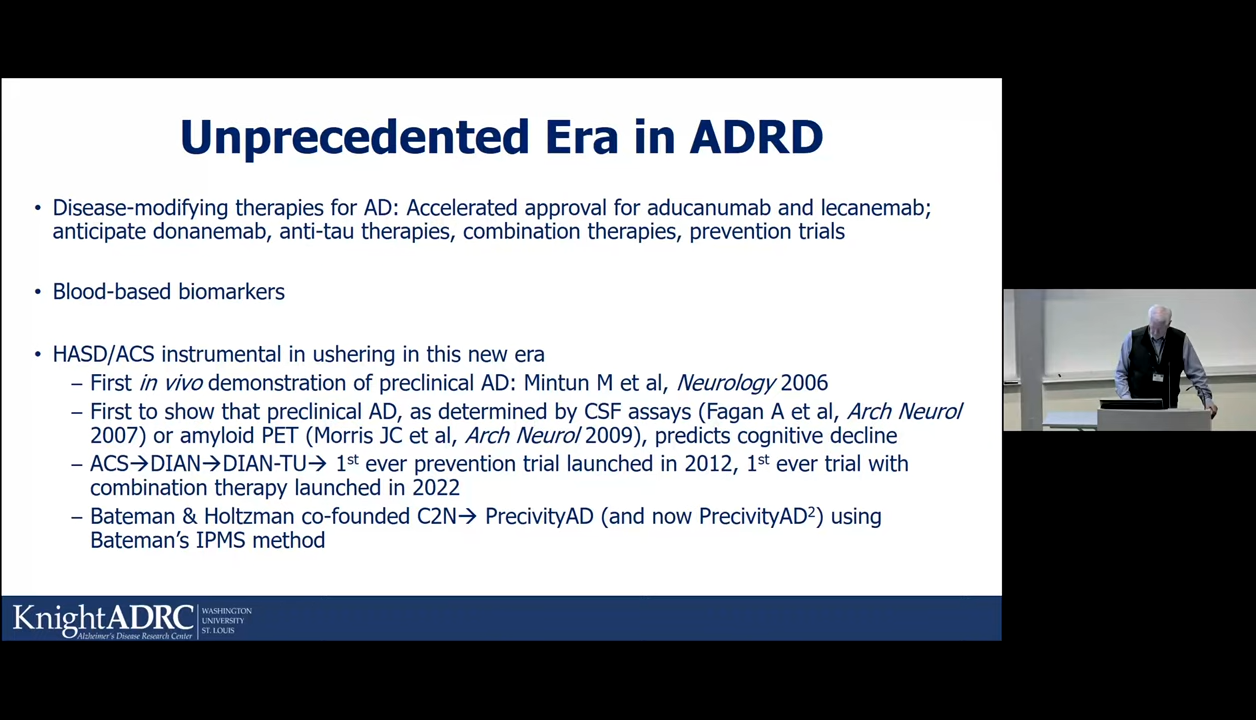 Unprecedented Era in ADRD
• Disease-modifying therapies for AD: Accelerated approval for aducanumab and lecanemab;
anticipate donanemab, anti-tau therapies, combination therapies, prevention trials
• Blood-based biomarkers
• HASD/ACS instrumental in ushering in this new era
– First in vivo demonstration of preclinical AD: Mintun M et al, Neurology 2006
– First to show that preclinical AD, as determined by CSF assays (Fagan A et al, Arch Neurol
2007) or amyloid PET (Morris JC et al, Arch Neurol 2009), predicts cognitive decline
– ACS→DIAN→DIAN-TU→ 1st ever prevention trial launched in 2012, 1st ever trial with
combination therapy launched in 2022
– Bateman & Holtzman co-founded C2N→ PrecivityAD (and now PrecivityAD²) using
Bateman’s IPMS method
KnightADRC
Alzheimer's Disease Research Center
WASHINGTON
UNIVERSITY
ST. LOUIS